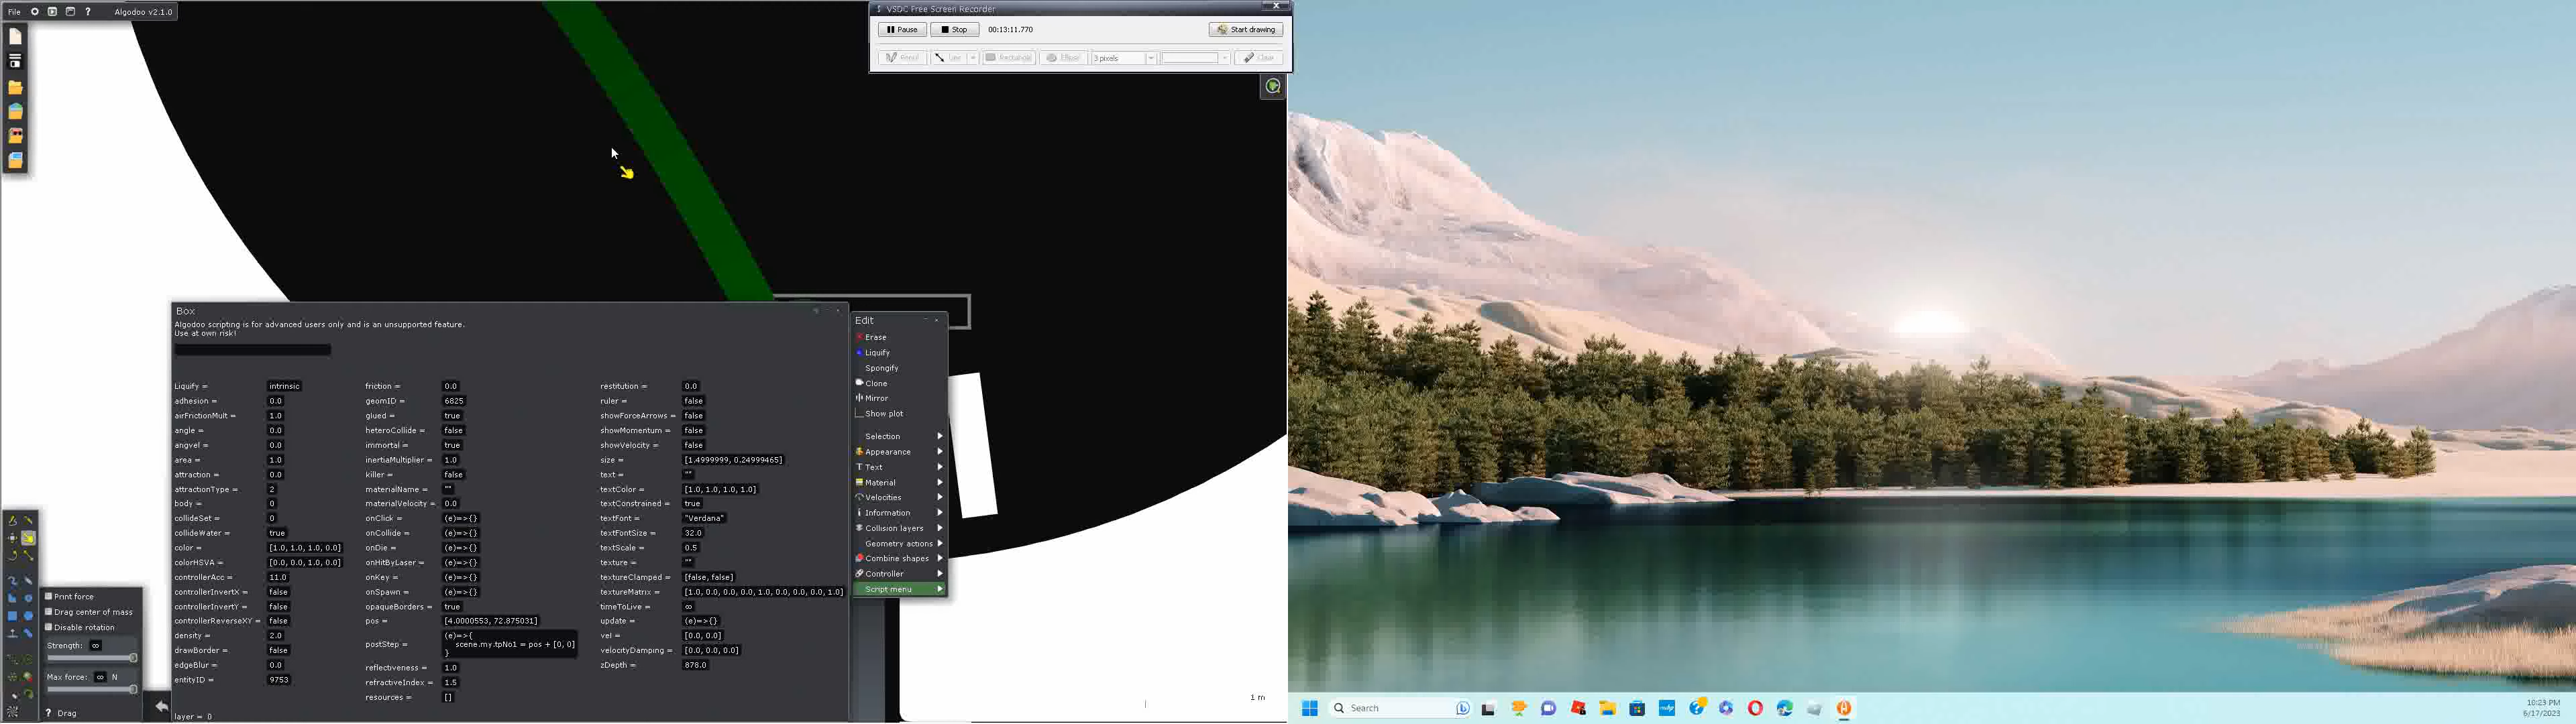 File ? Algodoo v2.1.0
VSDC Free Screen Recorder
Pause Stop 00:13:11.770 Start drawing
Pencil Line Rectangle Ellipse 3 pixels Clear
Box
Algodoo scripting is for advanced users only and is an unsupported feature.
Use at own risk!
Liquify = intrinsic
adhesion = 0.0
airFrictionMult = 1.0
angle = 0.0
angvel = 0.0
area = 1.0
attraction = 0.0
attractionType = 2
body = 0
collideSet = 0
collideWater = true
color = [1.0, 1.0, 1.0, 0.0]
colorHSVA = [0.0, 0.0, 1.0, 0.0]
controllerAcc = 11.0
controllerInvertX = false
controllerInvertY = false
controllerReverseXY = false
density = 2.0
drawBorder = false
edgeBlur = 0.0
entityID = 9753
friction = 0.0
geomID = 6825
glued = true
heteroCollide = false
immortal = true
inertiaMultiplier = 1.0
killer = false
materialName = ""
materialVelocity = 0.0
onClick = (e)=>{}
onCollide = (e)=>{}
onDie = (e)=>{}
onHitByLaser = (e)=>{}
onKey = (e)=>{}
onSpawn = (e)=>{}
opaqueBorders = true
pos = [4.0000553, 72.875031]
postStep = (e)=>{
scene.my.tpNo1 = pos + [0, 0]
}
reflectiveness = 1.0
refractiveIndex = 1.5
resources = []
restitution = 0.0
ruler = false
showForceArrows = false
showMomentum = false
showVelocity = false
size = [1.4999999, 0.24999465]
text = ""
textColor = [1.0, 1.0, 1.0, 1.0]
textConstrained = true
textFont = "Verdana"
textFontSize = 32.0
textScale = 0.5
texture = ""
textureClamped = [false, false]
textureMatrix = [1.0, 0.0, 0.0, 0.0, 1.0, 0.0, 0.0, 0.0, 1.0]
timeToLive = ∞
update = (e)=>{}
vel = [0.0, 0.0]
velocityDamping = [0.0, 0.0]
zDepth = 878.0
layer = 0
Edit
Erase
Liquify
Spongify
Clone
Mirror
Show plot
Selection
Appearance
Text
Material
Velocities
Information
Collision layers
Geometry actions
Combine shapes
Controller
Script menu
Print force
Drag center of mass
Disable rotation
Strength: ∞
Max force: ∞ N
? Drag
1 m
Search
10:23 PM
6/17/2023